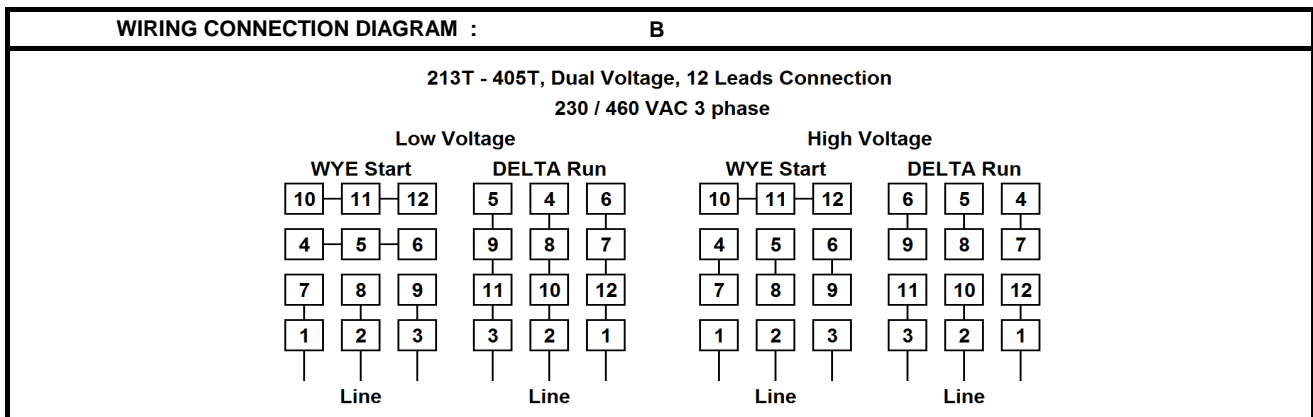 WIRING CONNECTION DIAGRAM : B
213T - 405T, Dual Voltage, 12 Leads Connection
230 / 460 VAC 3 phase
Low Voltage High Voltage
WYE Start DELTA Run WYE Start DELTA Run
10 11 12 5 4 6 10 11 12 6 5 4
4 5 6 9 8 7 4 5 6 9 8 7
7 8 9 11 10 12 7 8 9 11 10 12
1 2 3 3 2 1 1 2 3 3 2 1
Line Line Line Line